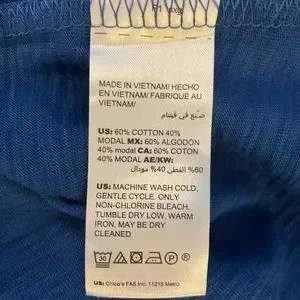 MADE IN VIETNAM/ HECHO
EN VIETNAM/ FABRIQUÉ AU
VIETNAM/
صنع في فيتنام
US: 60% COTTON 40%
MODAL MX: 60% ALGODÓN
40% modal CA: 60% COTON
40% MODAL AE/KW:
60% القطن 40% مودال
US: MACHINE WASH COLD,
GENTLE CYCLE. ONLY
NON-CHLORINE BLEACH.
TUMBLE DRY LOW. WARM
IRON. MAY BE DRY
CLEANED
30
US: Chico's FAS Inc. 11215 Metro